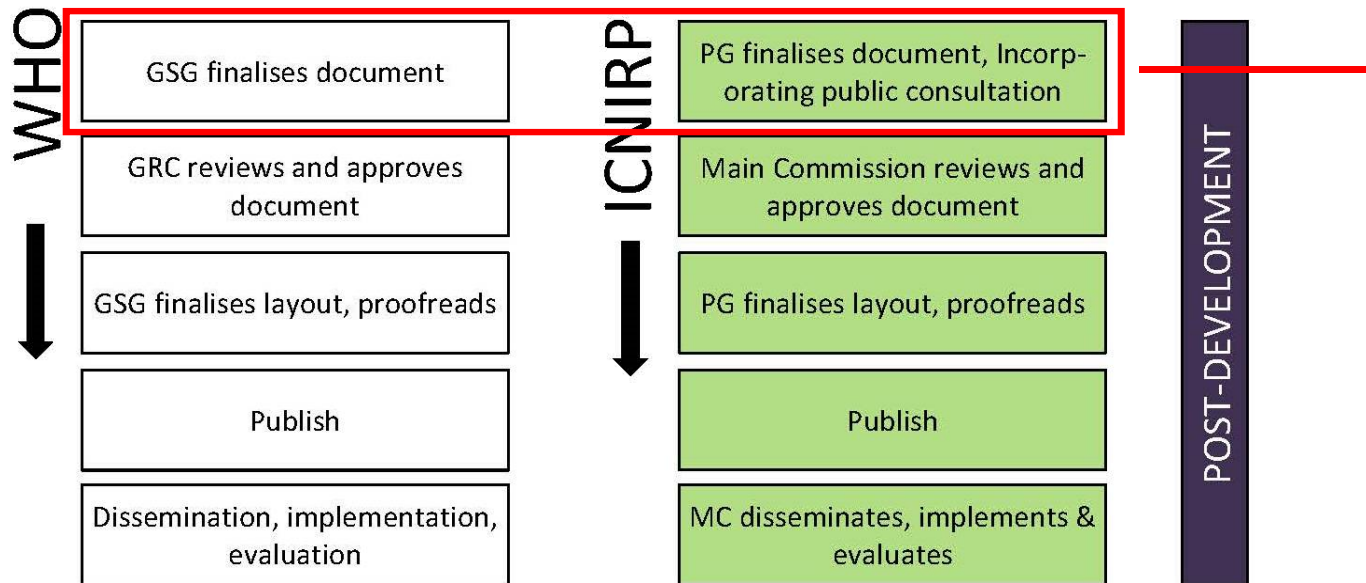 WHO
GSG finalises document
GRC reviews and approves
document
GSG finalises layout, proofreads
Publish
Dissemination, implementation,
evaluation
ICNIRP
PG finalises document, Incorp-
orating public consultation
Main Commission reviews and
approves document
PG finalises layout, proofreads
Publish
MC disseminates, implements &
evaluates
POST-DEVELOPMENT